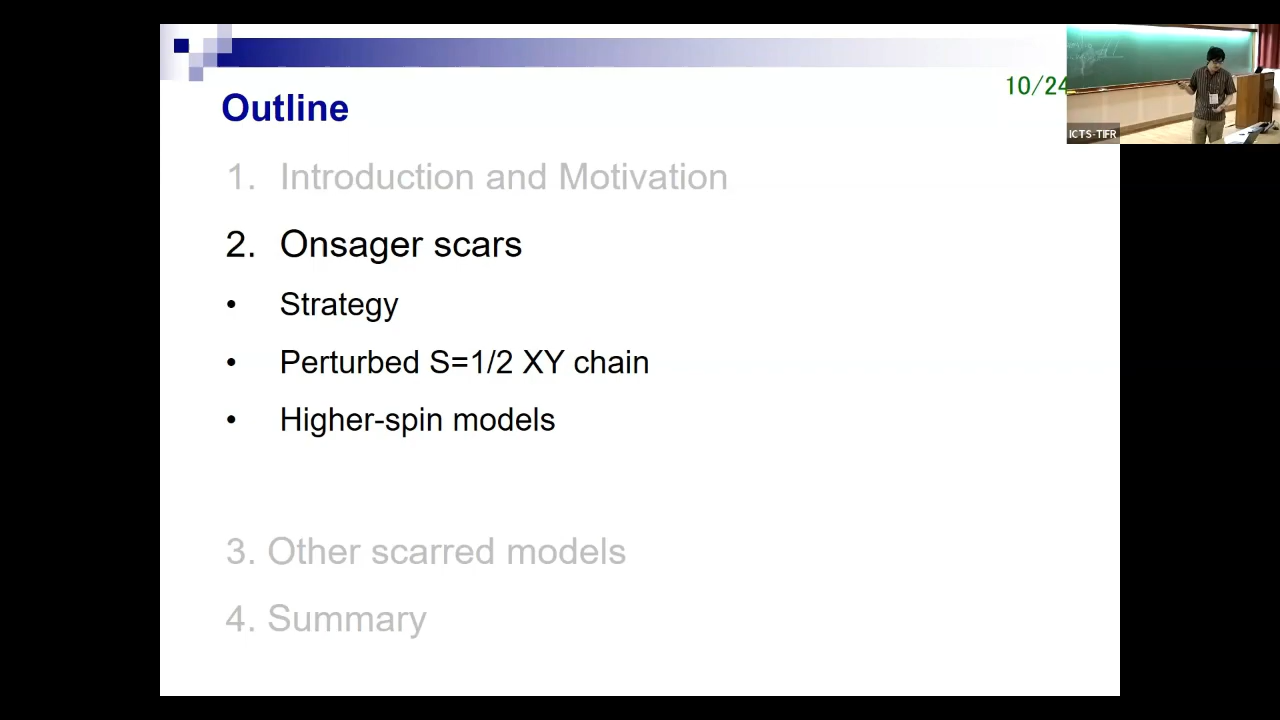 10/24
Outline
1. Introduction and Motivation
2. Onsager scars
• Strategy
• Perturbed S=1/2 XY chain
• Higher-spin models
3. Other scarred models
4. Summary
ICTS-TIFR